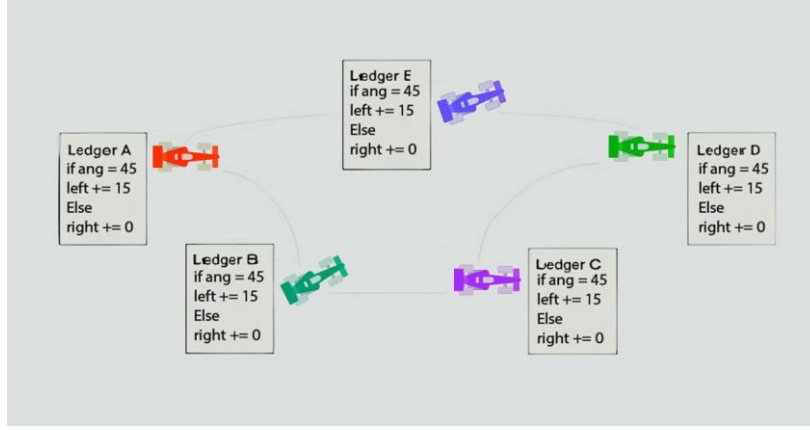 Ledger E
if ang = 45
left += 15
Else
right += 0
Ledger A
if ang = 45
left += 15
Else
right += 0
Ledger D
if ang = 45
left += 15
Else
right += 0
Ledger B
if ang = 45
left += 15
Else
right += 0
Ledger C
if ang = 45
left += 15
Else
right += 0